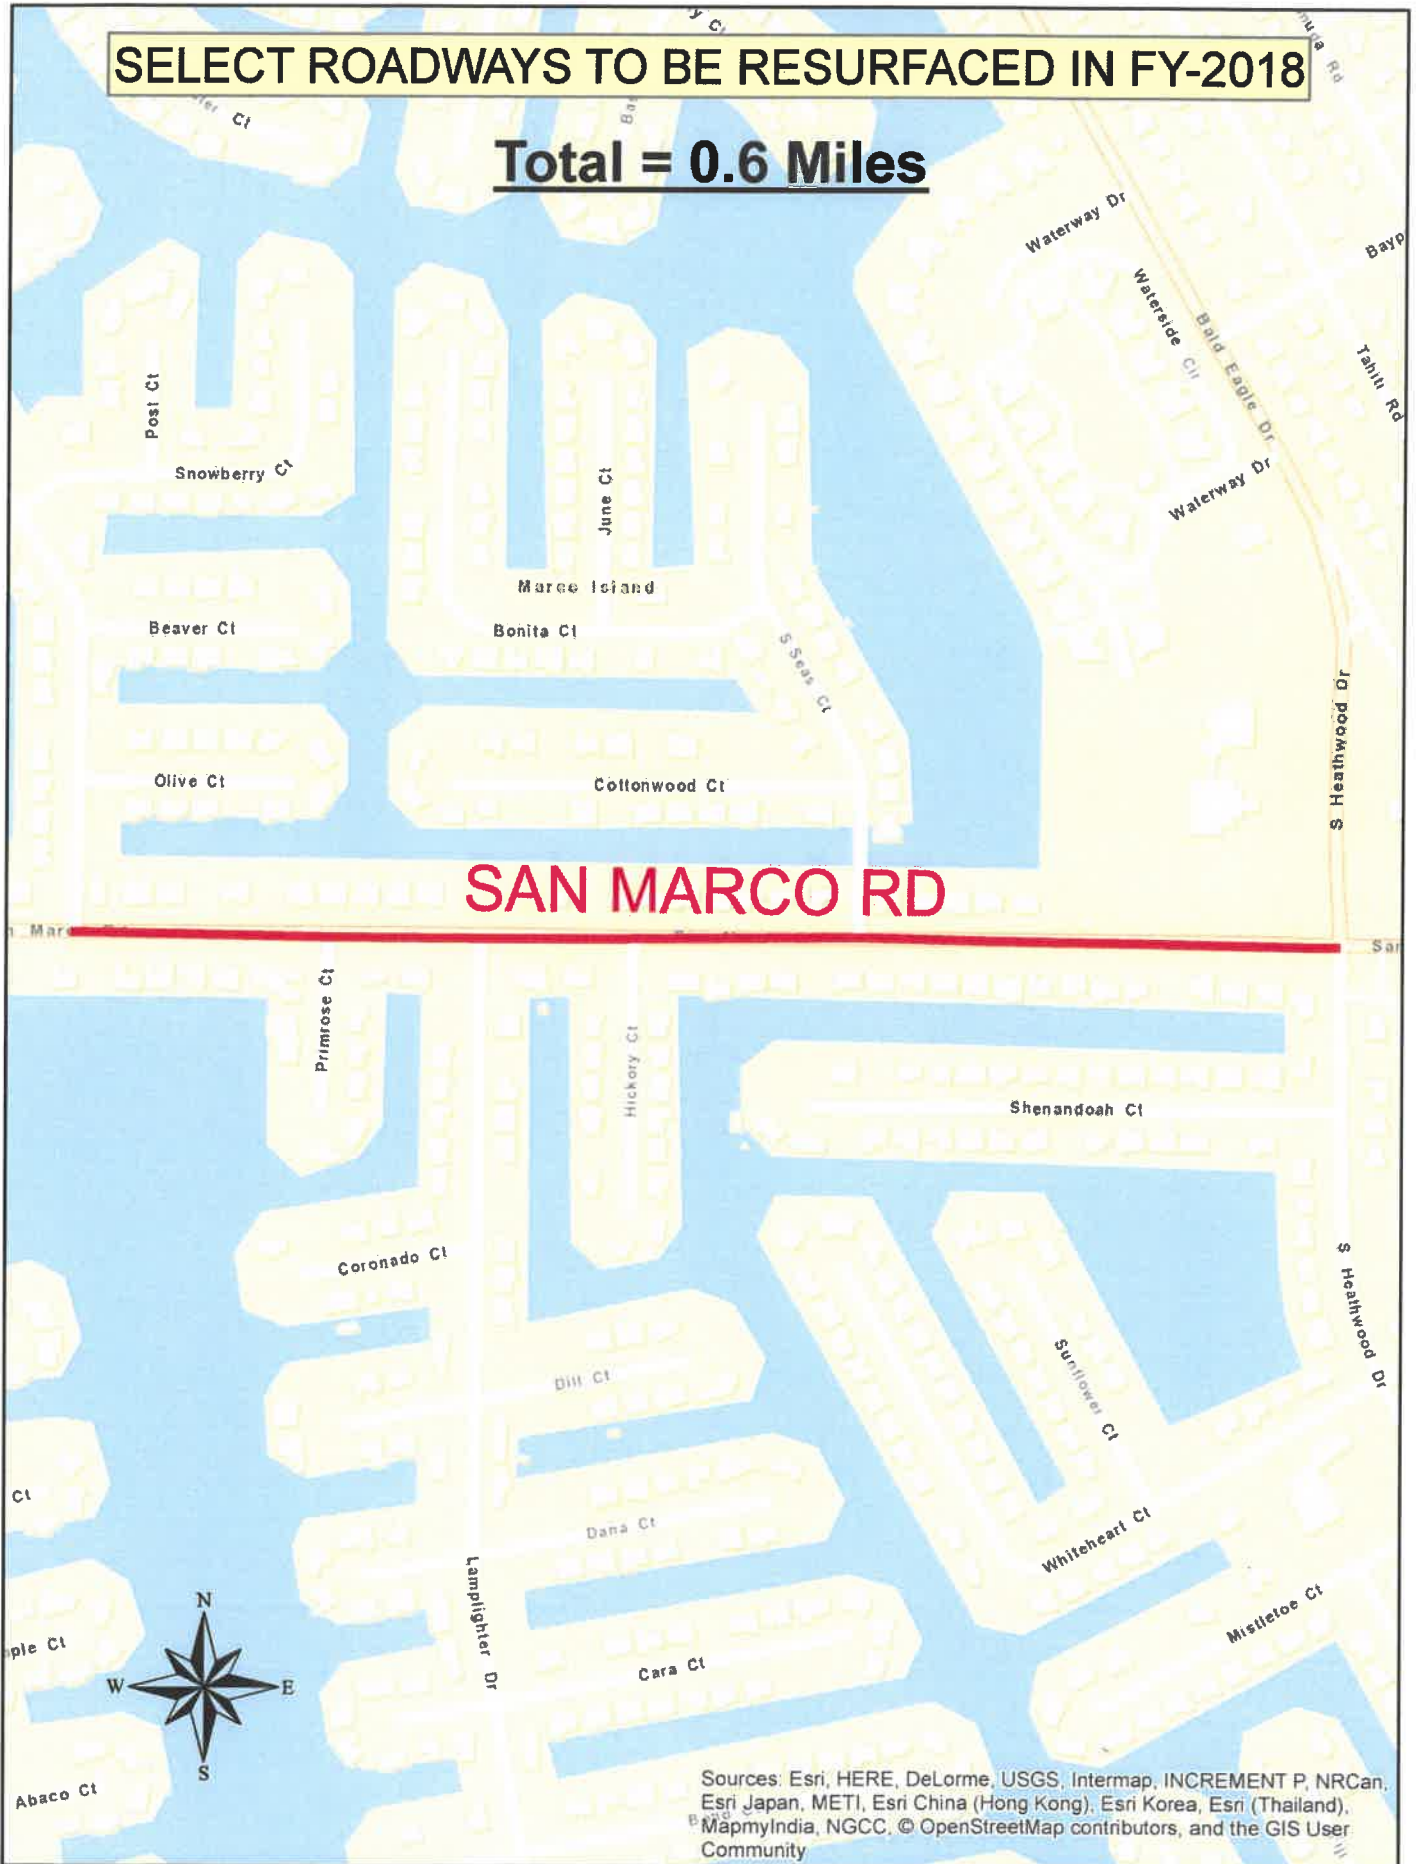 SELECT ROADWAYS TO BE RESURFACED IN FY-2018
Total = 0.6 Miles
Ct
Waterway Dr
Waterside Cir
Bald Eagle Dr
Tahiti Rd
Rd
Post Ct
Snowberry Ct
June Ct
Waterway Dr
Marco Island
Beaver Ct
Bonita Ct
S Seas Ct
S Heathwood Dr
Olive Ct
Cottonwood Ct
SAN MARCO RD
Primrose Ct
Hickory Ct
Shenandoah Ct
Coronado Ct
S Heathwood Dr
Dill Ct
Sunflower Ct
Ct
Dana Ct
Whiteheart Ct
Lamplighter Dr
Mistletoe Ct
N
W
E
S
Cara Ct
Abaco Ct
Sources: Esri, HERE, DeLorme, USGS, Intermap, INCREMENT P, NRCan,
Esri Japan, METI, Esri China (Hong Kong), Esri Korea, Esri (Thailand),
MapmyIndia, NGCC, © OpenStreetMap contributors, and the GIS User
Community